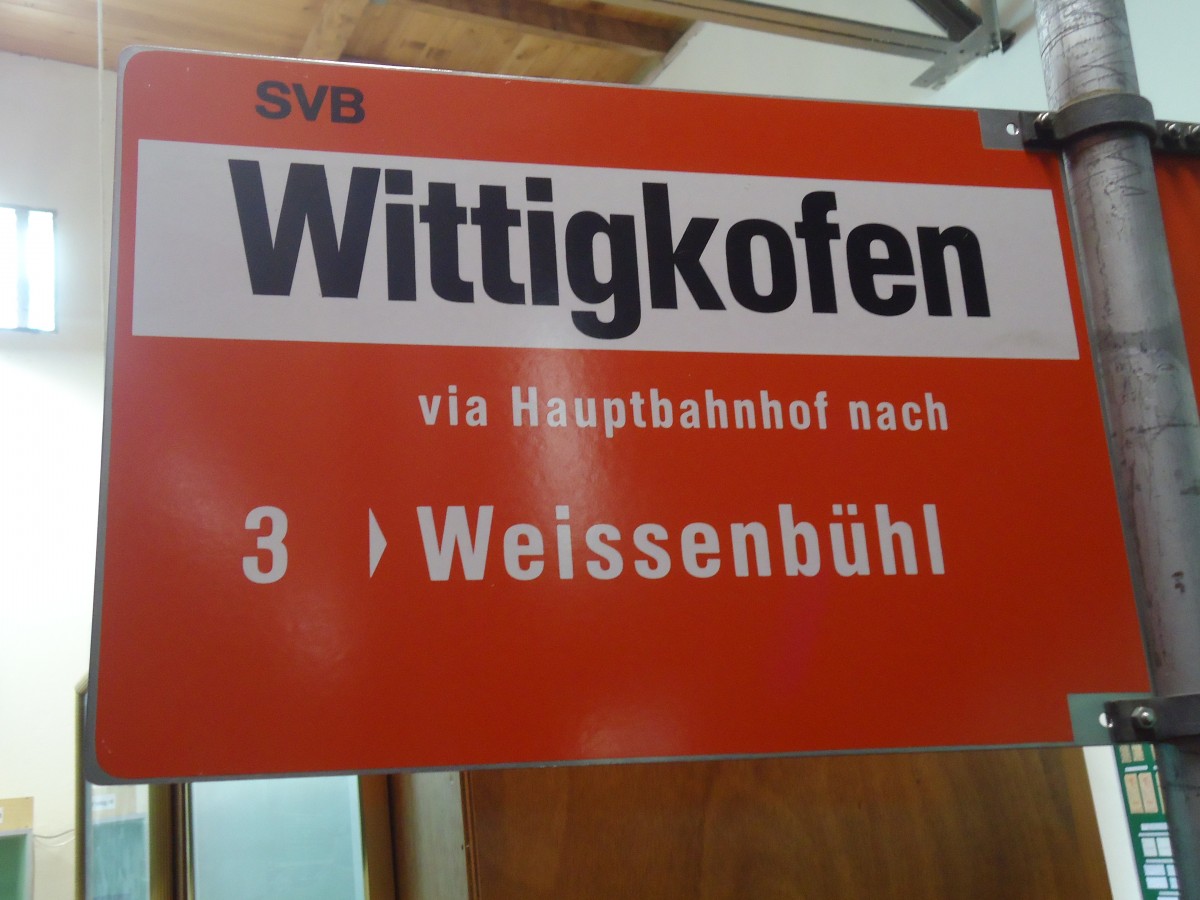 SVB
Wittigkofen
via Hauptbahnhof nach
3 Weissenbühl